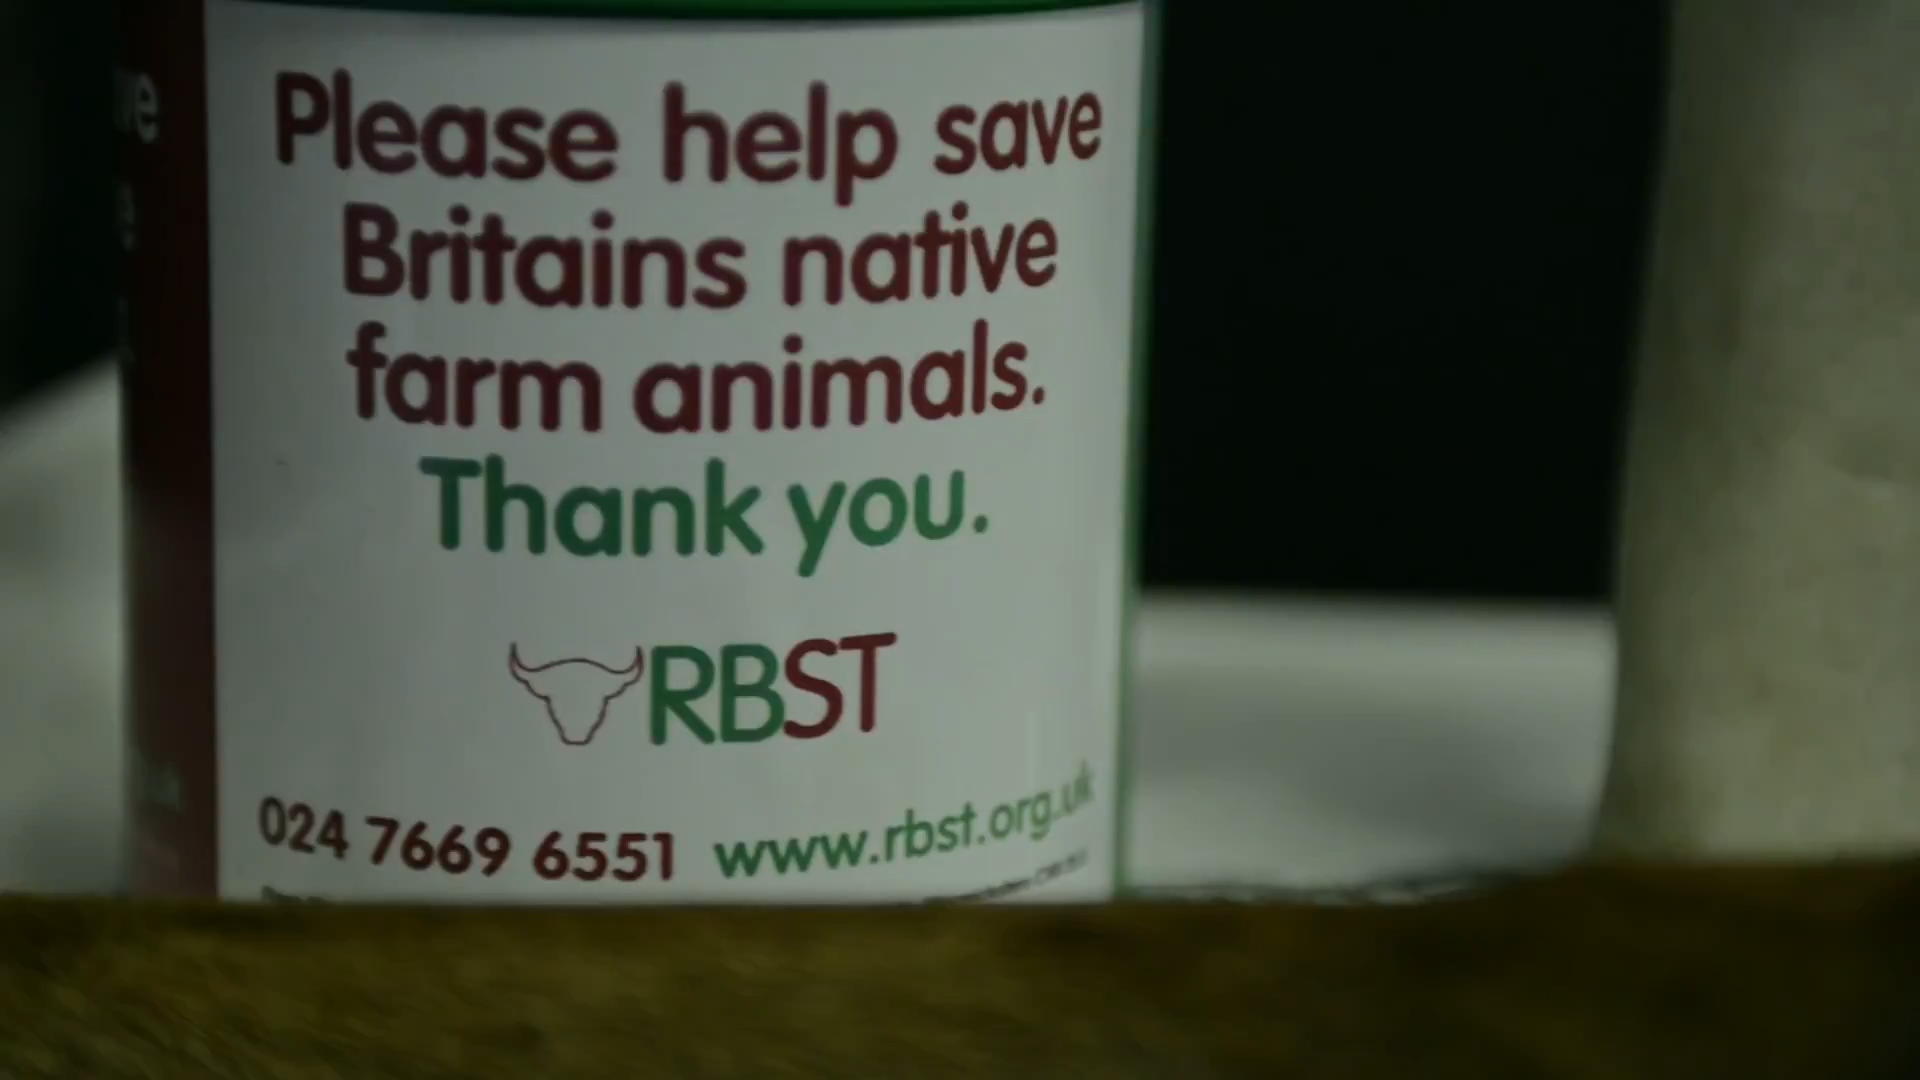 Please help save
Britains native
farm animals.
Thank you.
RBST
024 7669 6551 www.rbst.org.uk